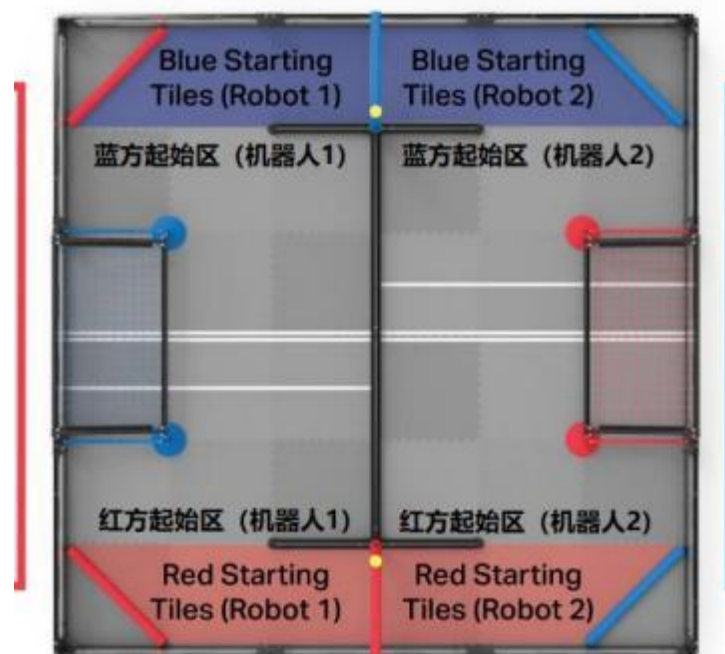 Blue Starting
Tiles (Robot 1)
Blue Starting
Tiles (Robot 2)
蓝方起始区（机器人1）
蓝方起始区（机器人2）
红方起始区（机器人1）
红方起始区（机器人2）
Red Starting
Tiles (Robot 1)
Red Starting
Tiles (Robot 2)